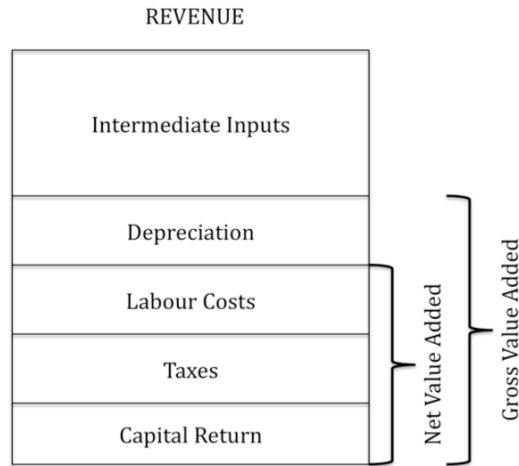 REVENUE
Intermediate Inputs
Depreciation
Labour Costs
Taxes
Capital Return
Net Value Added
Gross Value Added